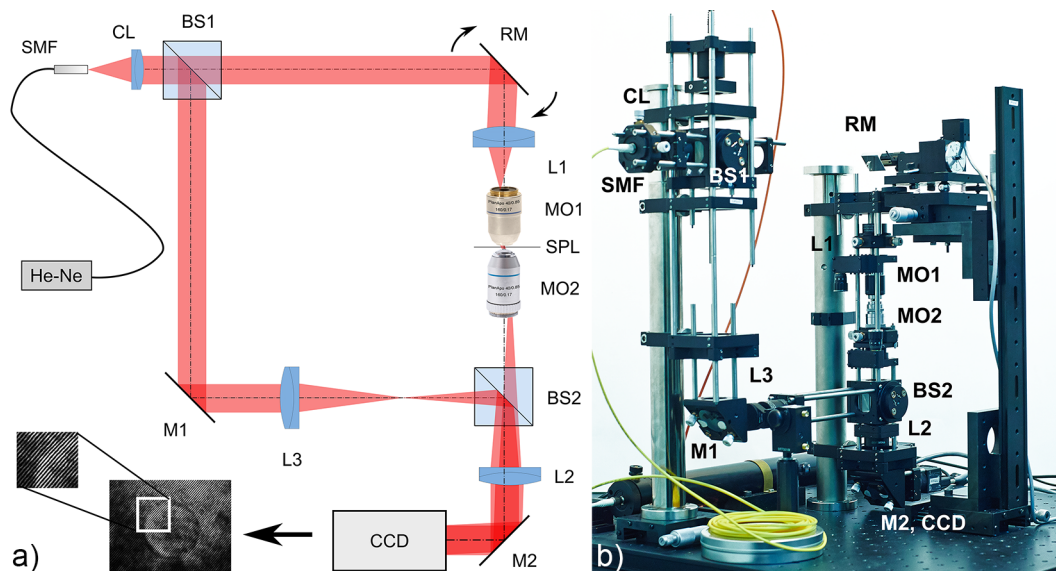 BS1
CL
SMF
RM
L1
MO1
SPL
MO2
He-Ne
BS2
M1
L3
L2
CCD
M2
a)
CL
SMF
BS1
RM
L1
MO1
MO2
L3
BS2
L2
M1
M2, CCD
b)